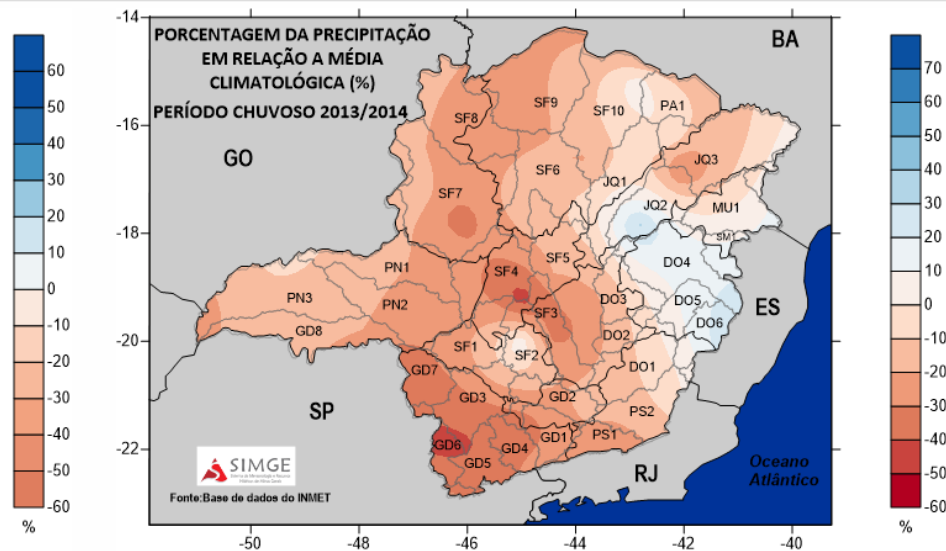 PORCENTAGEM DA PRECIPITAÇÃO
EM RELAÇÃO A MÉDIA
CLIMATOLÓGICA (%)
PERÍODO CHUVOSO 2013/2014
BA
GO
ES
SP
RJ
Oceano
Atlântico
SF9
SF8
SF10
PA1
JQ3
SF6
JQ1
SF7
JQ2
MU1
SM1
SF5
DO4
PN1
SF4
PN3
PN2
SF3
DO3
DO5
DO6
GD8
SF1
SF2
DO2
DO1
GD7
GD3
GD2
PS2
GD6
GD4
GD1
PS1
GD5
SIMGE
Fonte:Base de dados do INMET
-14
-16
-18
-20
-22
-50
-48
-46
-44
-42
-40
60
50
40
30
20
10
0
-10
-20
-30
-40
-50
-60
%
70
60
50
40
30
20
10
0
-10
-20
-30
-40
-50
-60
%